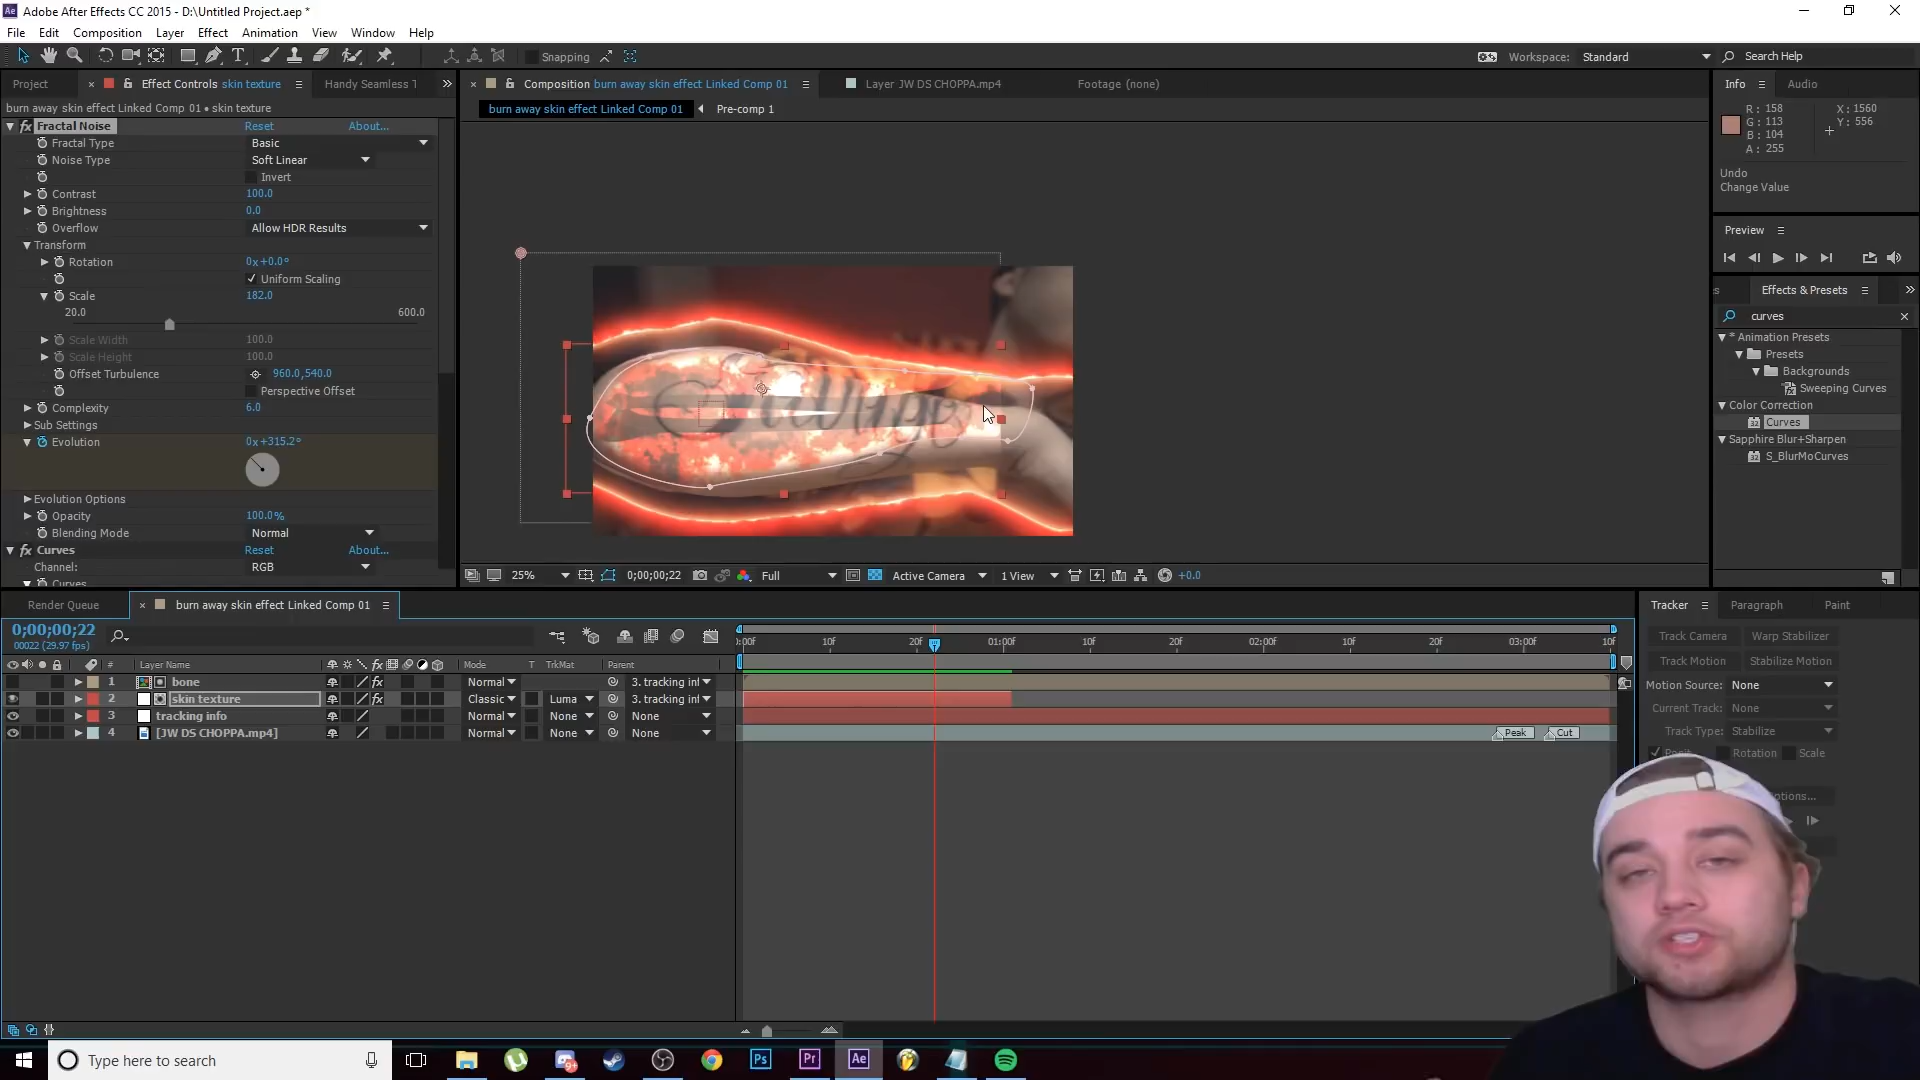 Adobe After Effects CC 2015 - D:\Untitled Project.aep *
File Edit Composition Layer Effect Animation View Window Help
Snapping
Workspace: Standard
Search Help
Project
Effect Controls skin texture
Handy Seamless T
burn away skin effect Linked Comp 01 • skin texture
fx Fractal Noise Reset About...
Fractal Type Basic
Noise Type Soft Linear
Invert
Contrast 100.0
Brightness 0.0
Overflow Allow HDR Results
Transform
Rotation 0x+0.0°
Uniform Scaling
Scale 182.0
20.0 600.0
Scale Width 100.0
Scale Height 100.0
Offset Turbulence 960.0,540.0
Perspective Offset
Complexity 6.0
Sub Settings
Evolution 0x+315.2°
Evolution Options
Opacity 100.0%
Blending Mode Normal
fx Curves Reset About...
Channel: RGB
Curves
Composition burn away skin effect Linked Comp 01
Layer JW DS CHOPPA.mp4
Footage (none)
burn away skin effect Linked Comp 01 Pre-comp 1
25% 0;00;00;22 Full Active Camera 1 View +0.0
Info Audio
R: 158 X: 1560
G: 113 Y: 556
B: 104
A: 255
Undo
Change Value
Preview
Effects & Presets
curves
* Animation Presets
Presets
Backgrounds
Sweeping Curves
Color Correction
Curves
Sapphire Blur+Sharpen
S_BlurMoCurves
Render Queue
burn away skin effect Linked Comp 01
0;00;00;22
00022 (29.97 fps)
# Layer Name fx Mode T TrkMat Parent
1 bone fx Normal 3. tracking inf
2 skin texture fx Classic Luma 3. tracking inf
3 tracking info Normal None None
4 [JW DS CHOPPA.mp4] Normal None None
:00f 10f 20f 01:00f 10f 20f 02:00f 10f 20f 03:00f 10f
Peak Cut
Tracker Paragraph Paint
Track Camera Warp Stabilizer
Track Motion Stabilize Motion
Motion Source: None
Current Track: None
Track Type: Stabilize
Rotation Scale
ptions...
Type here to search
9+
Ps
Pr
Ae